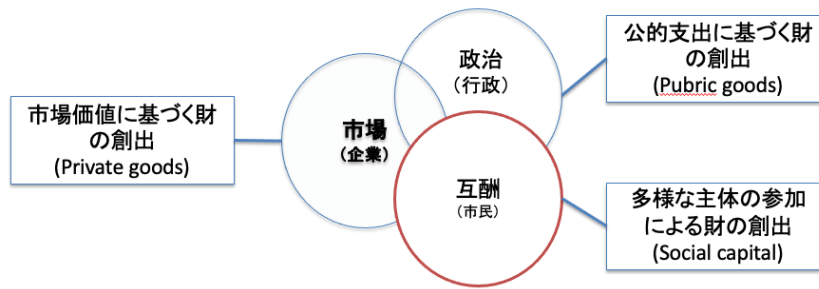 市場価値に基づく財
の創出
(Private goods)
市場
(企業)
政治
(行政)
互酬
(市民)
公的支出に基づく財
の創出
(Pubric goods)
多様な主体の参加
による財の創出
(Social capital)